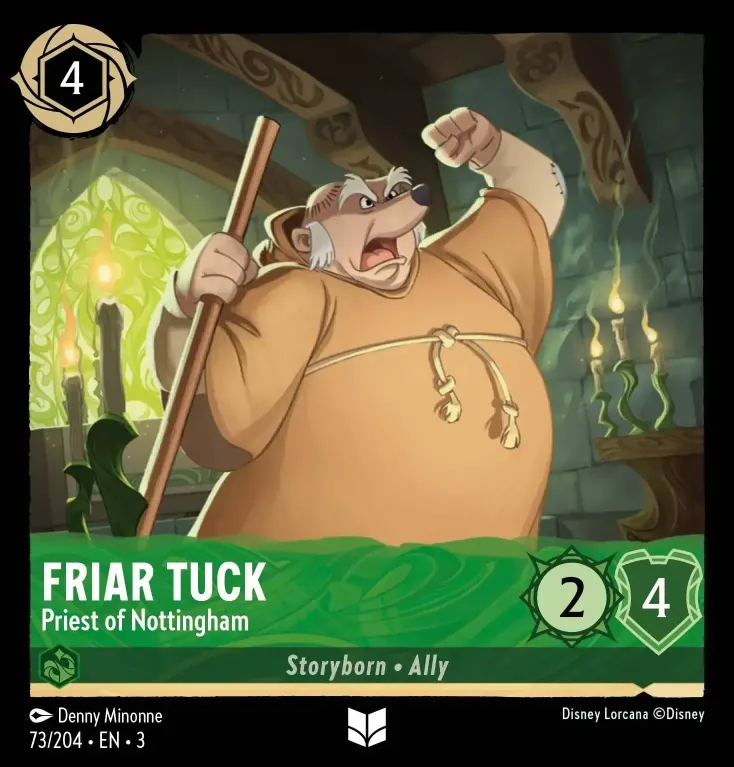 4
FRIAR TUCK
Priest of Nottingham
2
4
Storyborn • Ally
Denny Minonne
Disney Lorcana ©Disney
73/204 • EN • 3